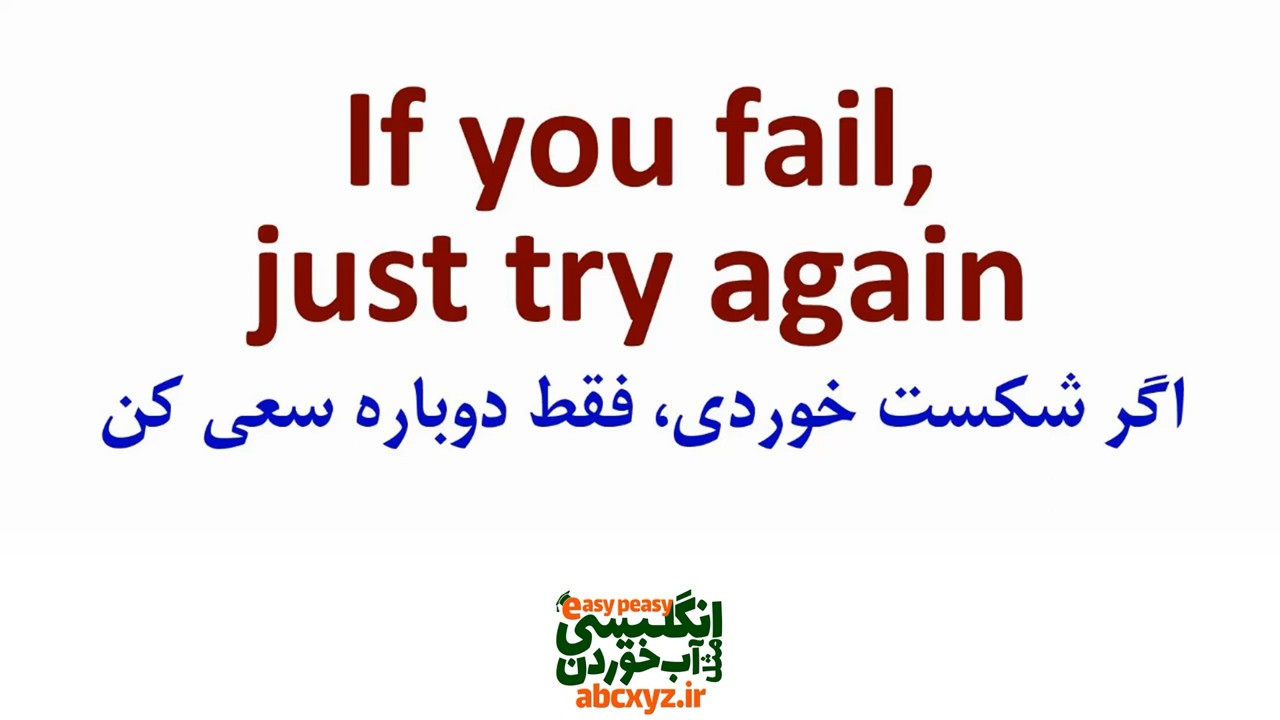 If you fail,
just try again
اگر شکست خوردی، فقط دوباره سعی کن
easy peasy
انگلیسی
مثل آب خوردن
abcxyz.ir